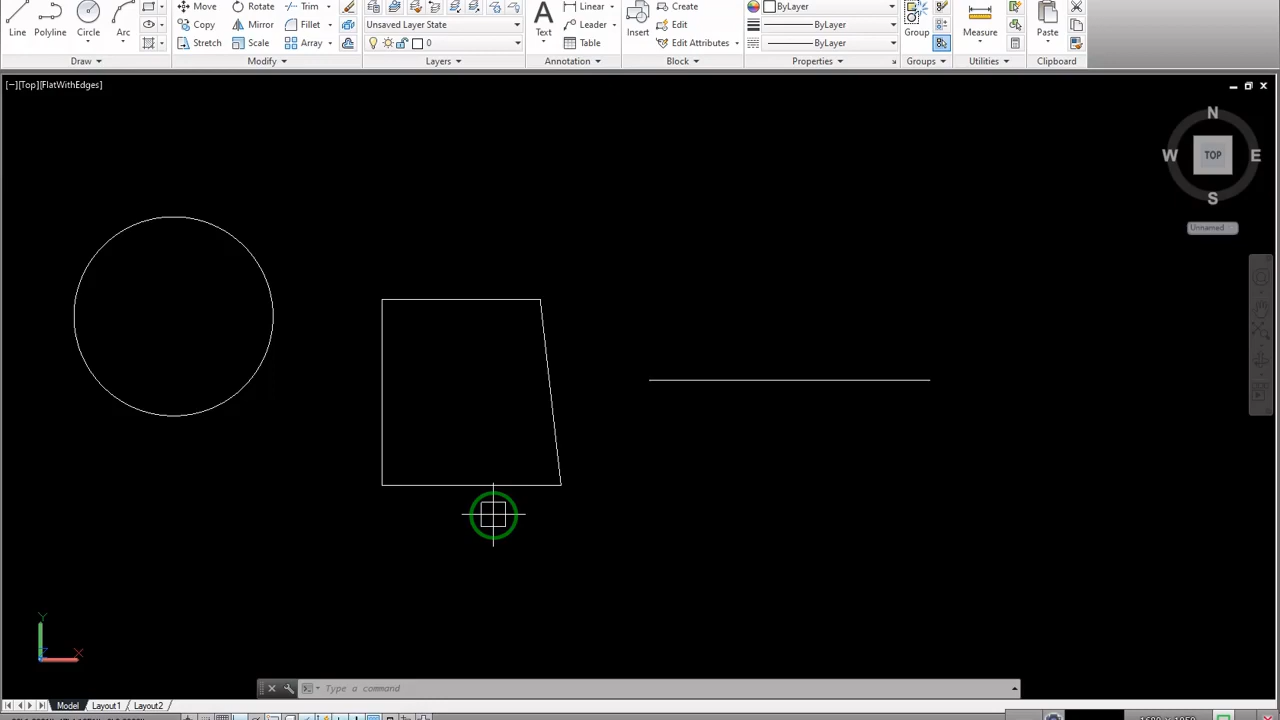 Line Polyline Circle Arc
Move Rotate Trim
Copy Mirror Fillet
Stretch Scale Array
Unsaved Layer State
0
Text Linear
Leader
Table
Insert Create
Edit
Edit Attributes
ByLayer
ByLayer
ByLayer
Group Measure Paste
Draw Modify Layers Annotation Block Properties Groups Utilities Clipboard
[−][Top][FlatWithEdges]
N
W TOP E
S
Unnamed
Y
X
Type a command
Model Layout1 Layout2